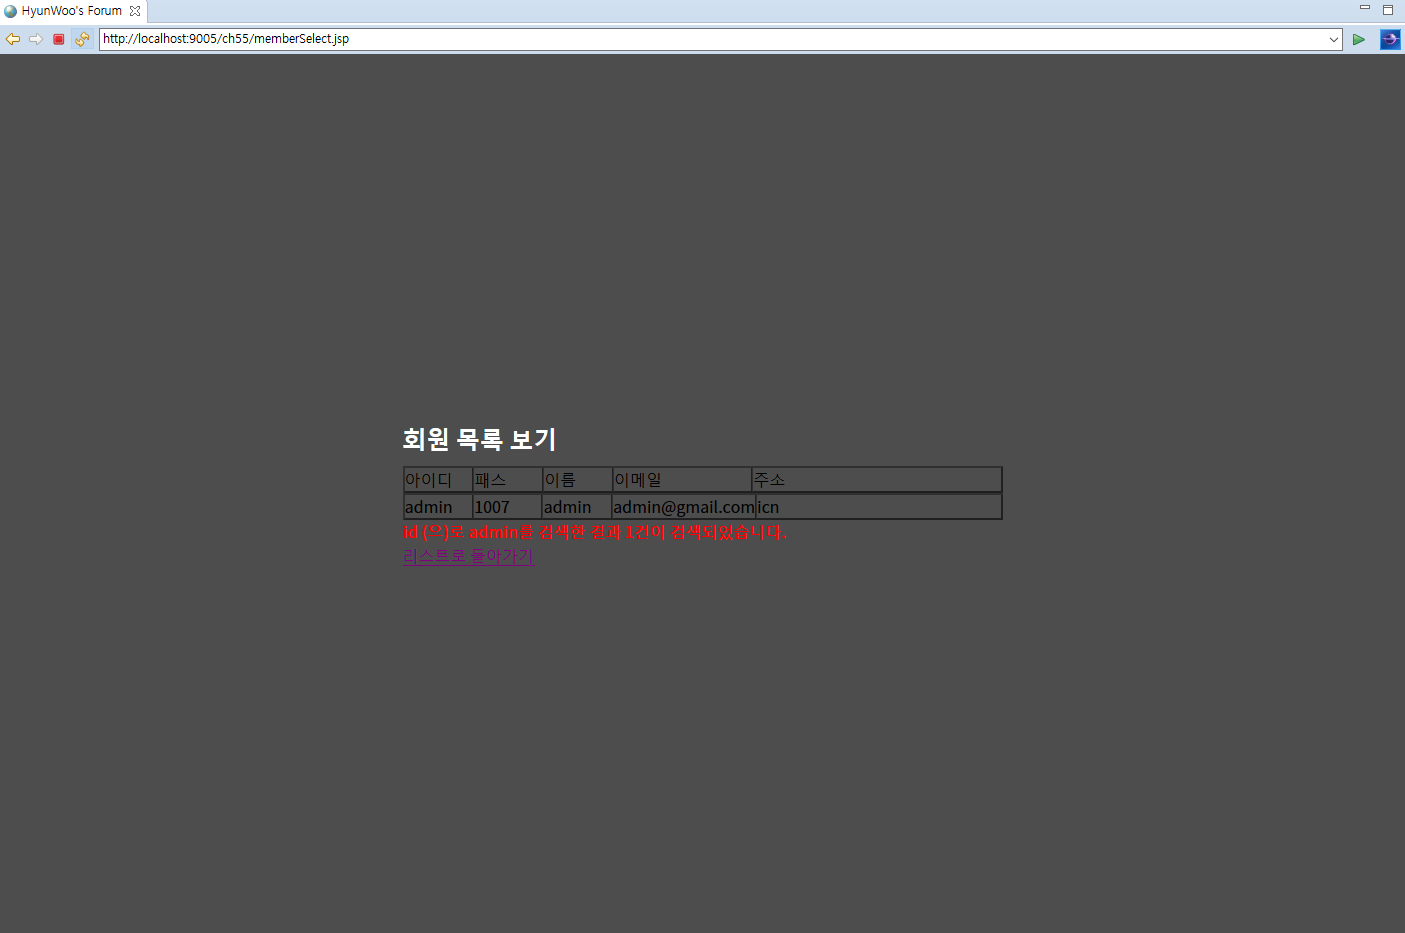 HyunWoo's Forum
http://localhost:9005/ch55/memberSelect.jsp
회원 목록 보기
아이디 패스 이름 이메일 주소
admin 1007 admin admin@gmail.com icn
id (으)로 admin를 검색한 결과 1건이 검색되었습니다.
리스트로 돌아가기